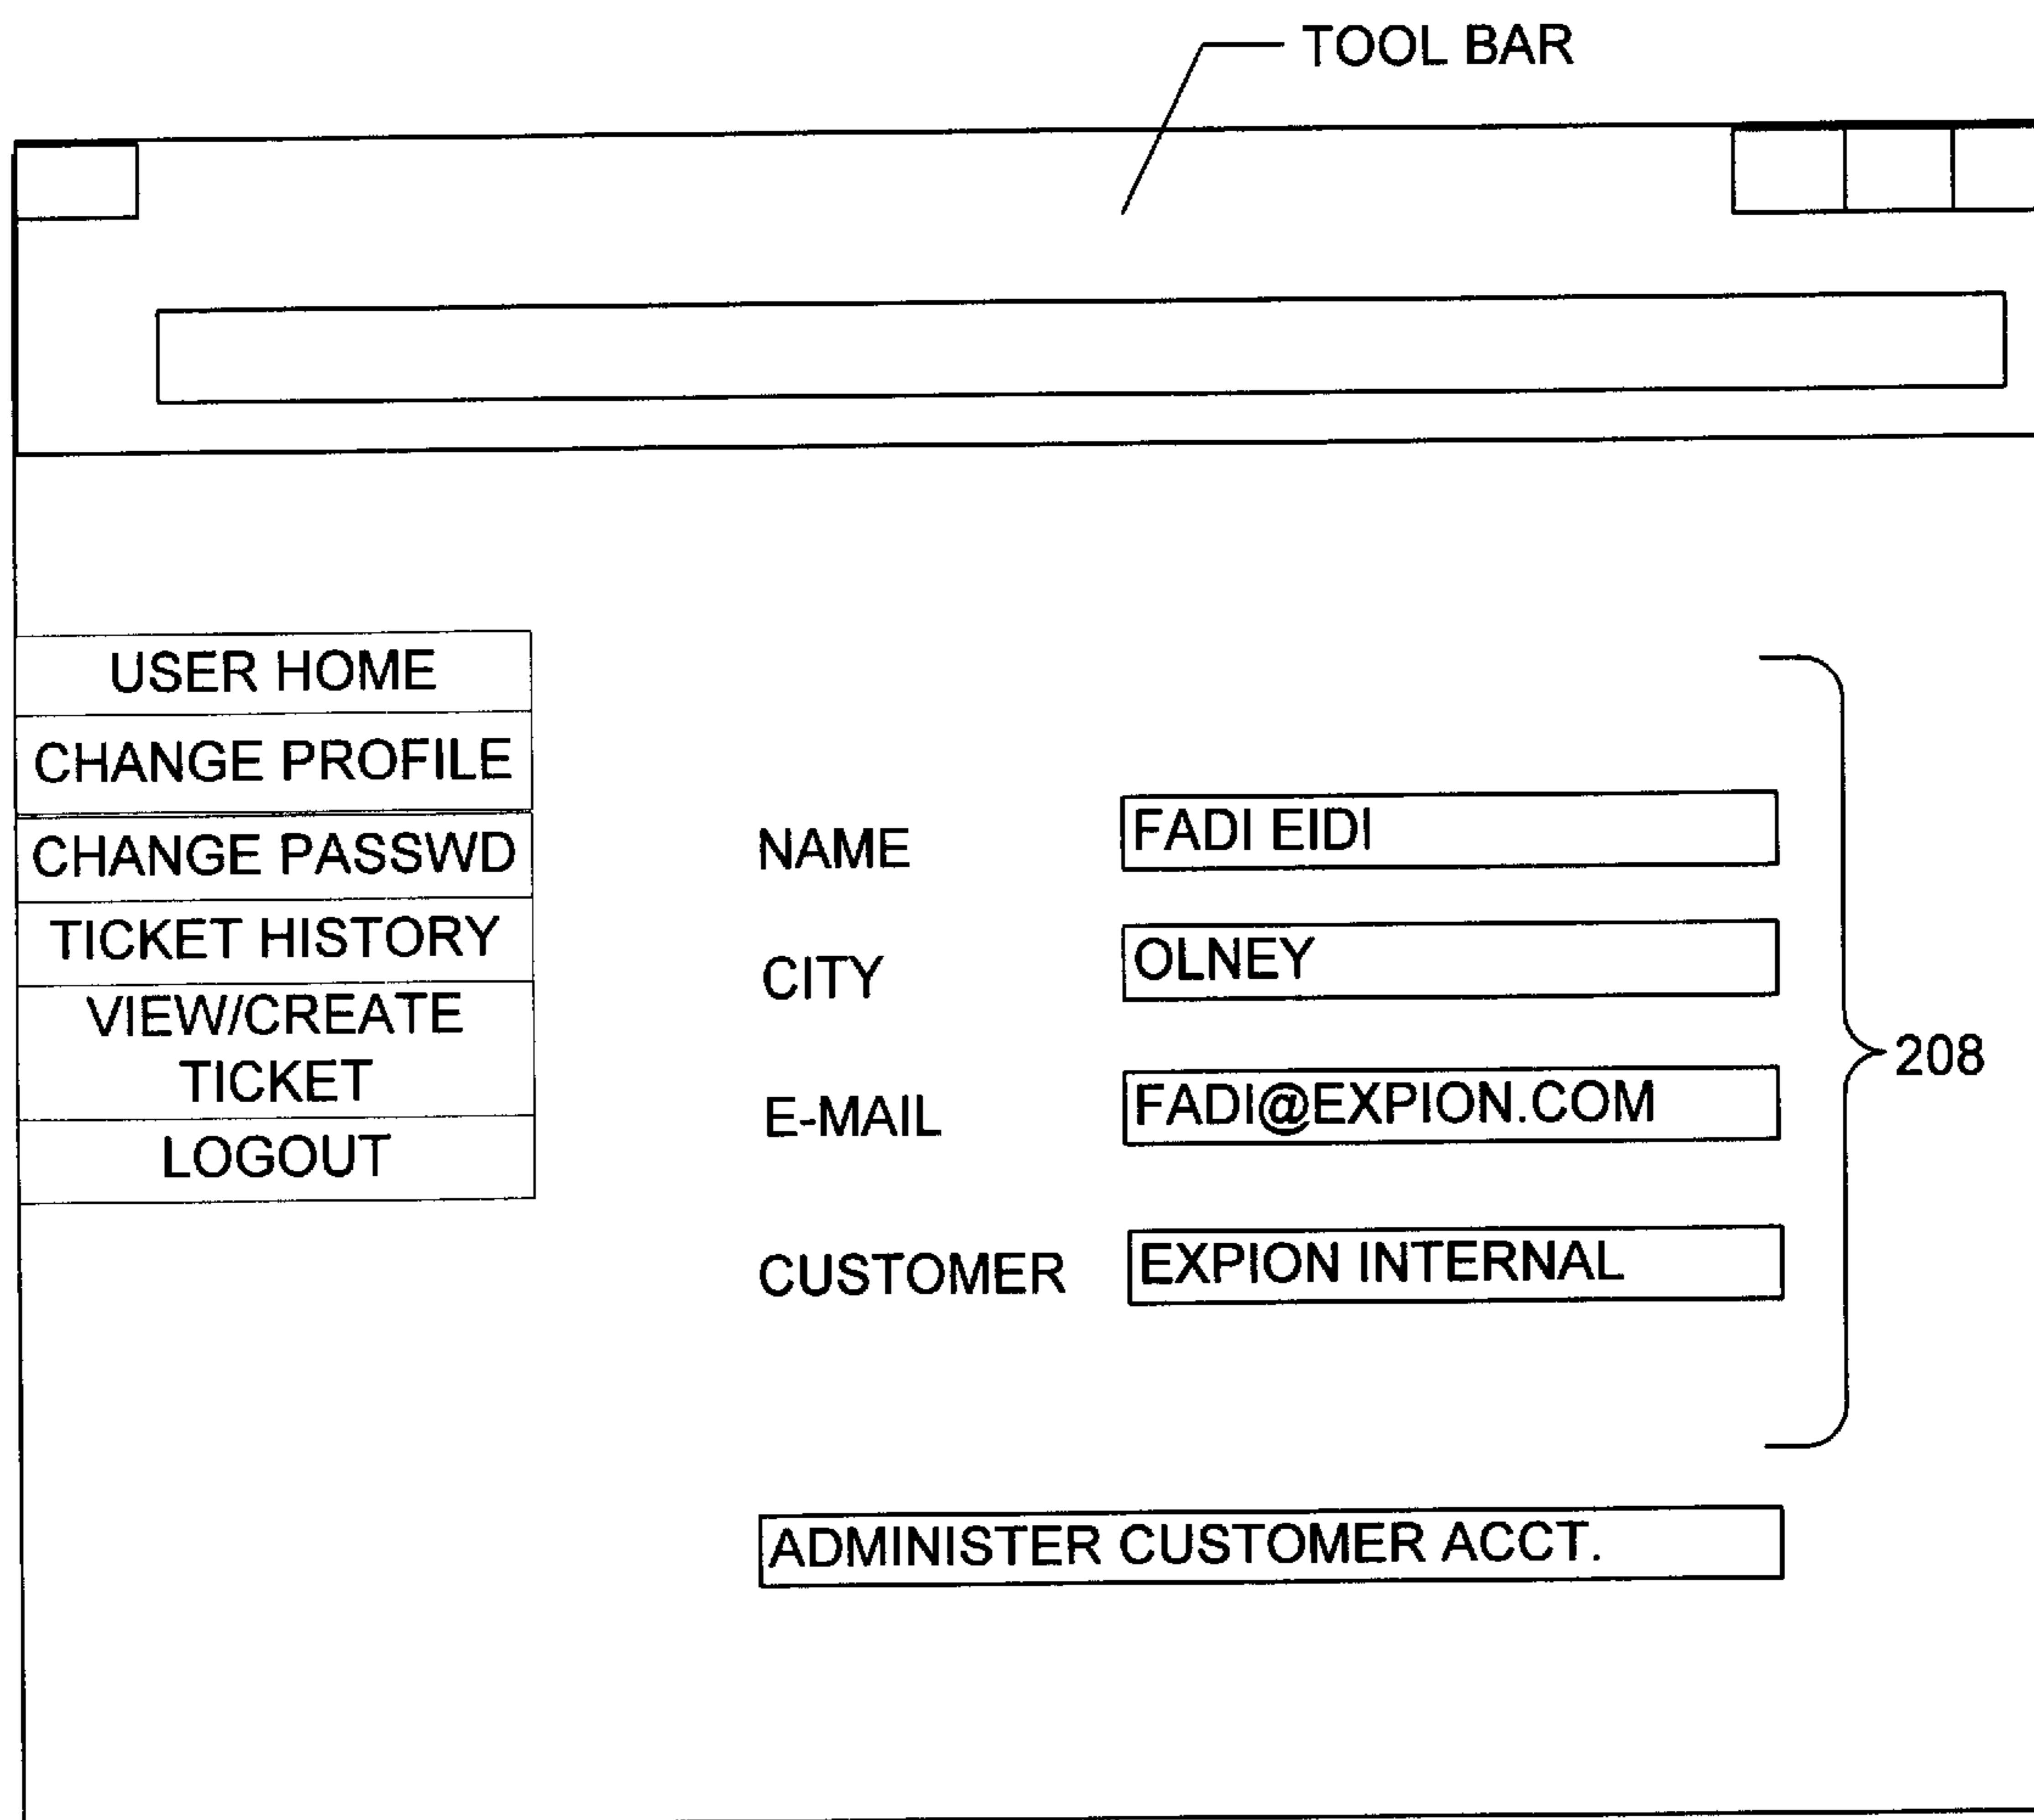 TOOL BAR
USER HOME
CHANGE PROFILE
CHANGE PASSWD
TICKET HISTORY
VIEW/CREATE
TICKET
LOGOUT
NAME FADI EIDI
CITY OLNEY
E-MAIL FADI@EXPION.COM
CUSTOMER EXPION INTERNAL
208
ADMINISTER CUSTOMER ACCT.